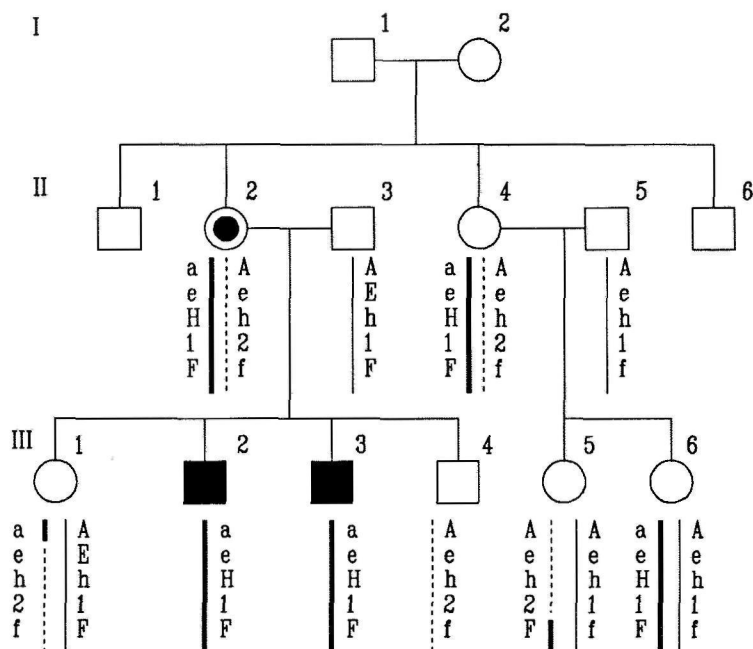 I
1 2
II
1 2 3 4 5 6
a A A a A A
e e E e e e
H h h H h h
1 2 1 1 2 1
F f F F f f
III
1 2 3 4 5 6
a A a a A A A a A
e E e e e e e e e
h h H H h h h H h
2 1 1 1 2 2 1 1 1
f F F F f F f F f